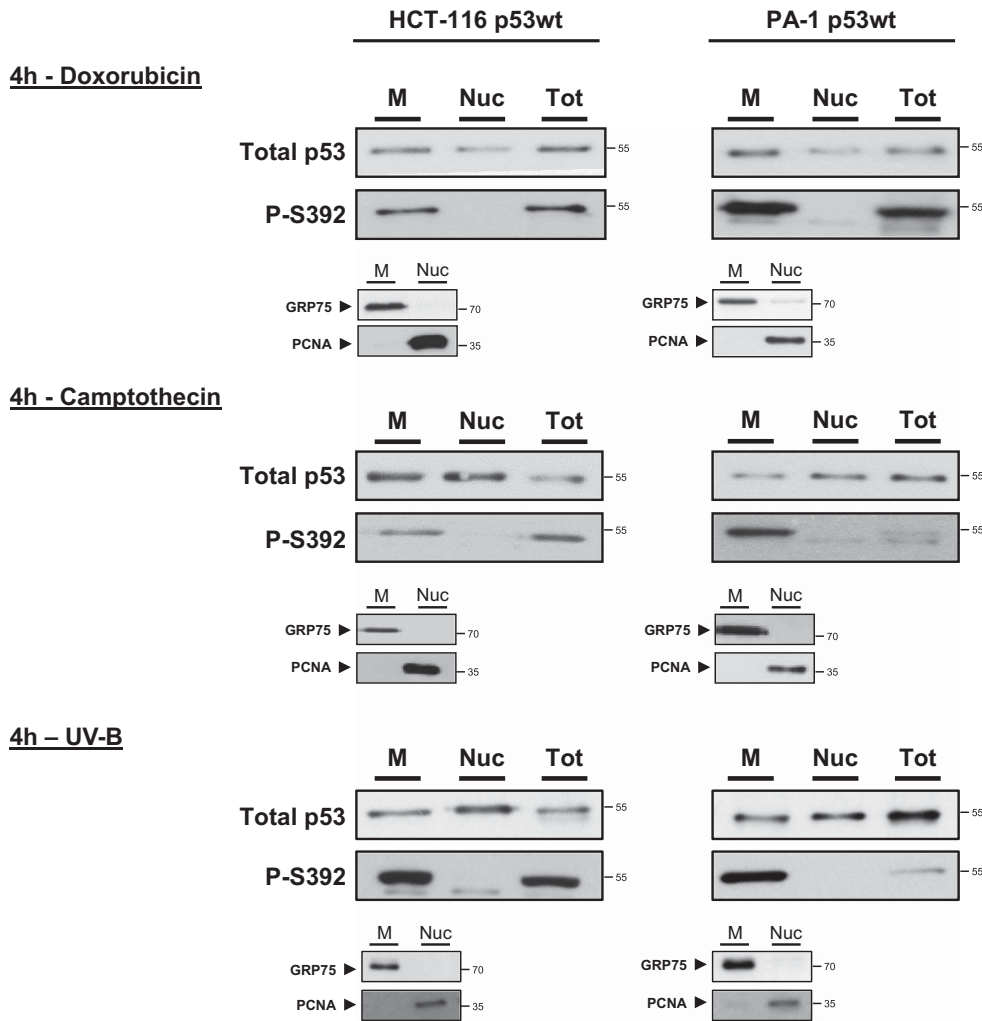 HCT-116 p53wt PA-1 p53wt
4h - Doxorubicin
M Nuc Tot M Nuc Tot
Total p53 55 55
P-S392 55 55
M Nuc M Nuc
GRP75 ► 70 GRP75 ► 70
PCNA ► 35 PCNA ► 35
4h - Camptothecin
M Nuc Tot M Nuc Tot
Total p53 55 55
P-S392 55 55
M Nuc M Nuc
GRP75 ► 70 GRP75 ► 70
PCNA ► 35 PCNA ► 35
4h – UV-B
M Nuc Tot M Nuc Tot
Total p53 55 55
P-S392 55 55
M Nuc M Nuc
GRP75 ► 70 GRP75 ► 70
PCNA ► 35 PCNA ► 35